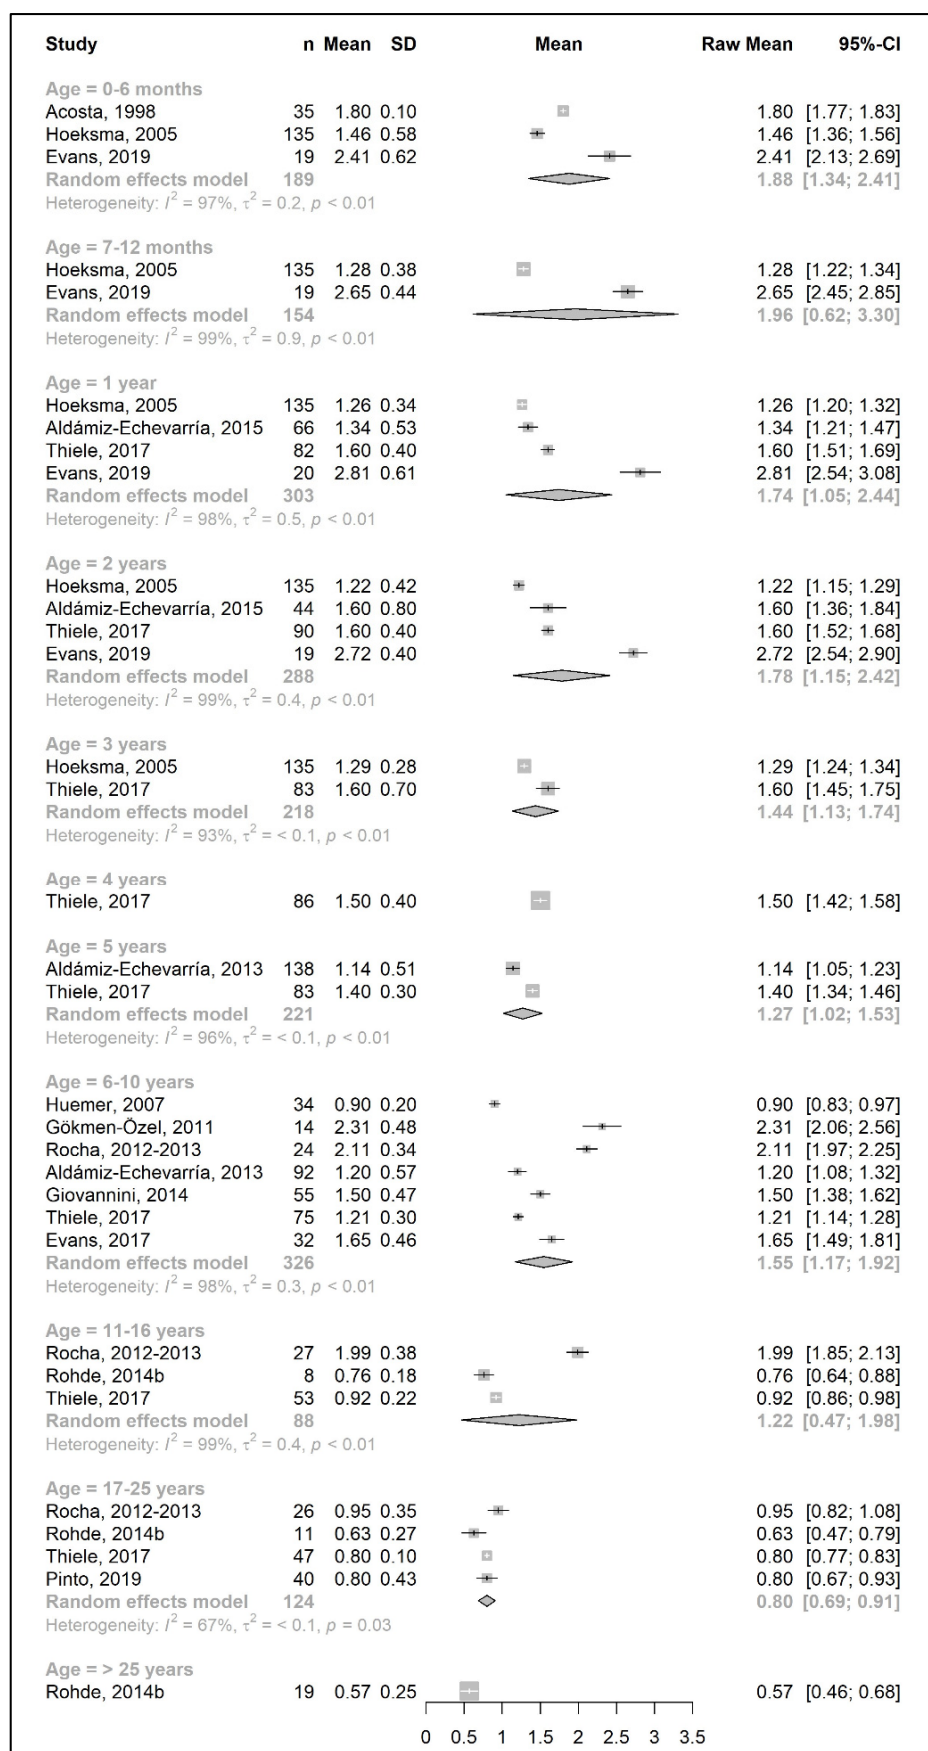 Study n Mean SD Mean Raw Mean 95%-CI
Age = 0-6 months
Acosta, 1998 35 1.80 0.10 1.80 [1.77; 1.83]
Hoeksma, 2005 135 1.46 0.58 1.46 [1.36; 1.56]
Evans, 2019 19 2.41 0.62 2.41 [2.13; 2.69]
Random effects model 189 1.88 [1.34; 2.41]
Heterogeneity: I² = 97%, τ² = 0.2, p < 0.01
Age = 7-12 months
Hoeksma, 2005 135 1.28 0.38 1.28 [1.22; 1.34]
Evans, 2019 19 2.65 0.44 2.65 [2.45; 2.85]
Random effects model 154 1.96 [0.62; 3.30]
Heterogeneity: I² = 99%, τ² = 0.9, p < 0.01
Age = 1 year
Hoeksma, 2005 135 1.26 0.34 1.26 [1.20; 1.32]
Aldámiz-Echevarría, 2015 66 1.34 0.53 1.34 [1.21; 1.47]
Thiele, 2017 82 1.60 0.40 1.60 [1.51; 1.69]
Evans, 2019 20 2.81 0.61 2.81 [2.54; 3.08]
Random effects model 303 1.74 [1.05; 2.44]
Heterogeneity: I² = 98%, τ² = 0.5, p < 0.01
Age = 2 years
Hoeksma, 2005 135 1.22 0.42 1.22 [1.15; 1.29]
Aldámiz-Echevarría, 2015 44 1.60 0.80 1.60 [1.36; 1.84]
Thiele, 2017 90 1.60 0.40 1.60 [1.52; 1.68]
Evans, 2019 19 2.72 0.40 2.72 [2.54; 2.90]
Random effects model 288 1.78 [1.15; 2.42]
Heterogeneity: I² = 99%, τ² = 0.4, p < 0.01
Age = 3 years
Hoeksma, 2005 135 1.29 0.28 1.29 [1.24; 1.34]
Thiele, 2017 83 1.60 0.70 1.60 [1.45; 1.75]
Random effects model 218 1.44 [1.13; 1.74]
Heterogeneity: I² = 93%, τ² = < 0.1, p < 0.01
Age = 4 years
Thiele, 2017 86 1.50 0.40 1.50 [1.42; 1.58]
Age = 5 years
Aldámiz-Echevarría, 2013 138 1.14 0.51 1.14 [1.05; 1.23]
Thiele, 2017 83 1.40 0.30 1.40 [1.34; 1.46]
Random effects model 221 1.27 [1.02; 1.53]
Heterogeneity: I² = 96%, τ² = < 0.1, p < 0.01
Age = 6-10 years
Huemer, 2007 34 0.90 0.20 0.90 [0.83; 0.97]
Gökmen-Özel, 2011 14 2.31 0.48 2.31 [2.06; 2.56]
Rocha, 2012-2013 24 2.11 0.34 2.11 [1.97; 2.25]
Aldámiz-Echevarría, 2013 92 1.20 0.57 1.20 [1.08; 1.32]
Giovannini, 2014 55 1.50 0.47 1.50 [1.38; 1.62]
Thiele, 2017 75 1.21 0.30 1.21 [1.14; 1.28]
Evans, 2017 32 1.65 0.46 1.65 [1.49; 1.81]
Random effects model 326 1.55 [1.17; 1.92]
Heterogeneity: I² = 98%, τ² = 0.3, p < 0.01
Age = 11-16 years
Rocha, 2012-2013 27 1.99 0.38 1.99 [1.85; 2.13]
Rohde, 2014b 8 0.76 0.18 0.76 [0.64; 0.88]
Thiele, 2017 53 0.92 0.22 0.92 [0.86; 0.98]
Random effects model 88 1.22 [0.47; 1.98]
Heterogeneity: I² = 99%, τ² = 0.4, p < 0.01
Age = 17-25 years
Rocha, 2012-2013 26 0.95 0.35 0.95 [0.82; 1.08]
Rohde, 2014b 11 0.63 0.27 0.63 [0.47; 0.79]
Thiele, 2017 47 0.80 0.10 0.80 [0.77; 0.83]
Pinto, 2019 40 0.80 0.43 0.80 [0.67; 0.93]
Random effects model 124 0.80 [0.69; 0.91]
Heterogeneity: I² = 67%, τ² = < 0.1, p = 0.03
Age = > 25 years
Rohde, 2014b 19 0.57 0.25 0.57 [0.46; 0.68]
0 0.5 1 1.5 2 2.5 3 3.5